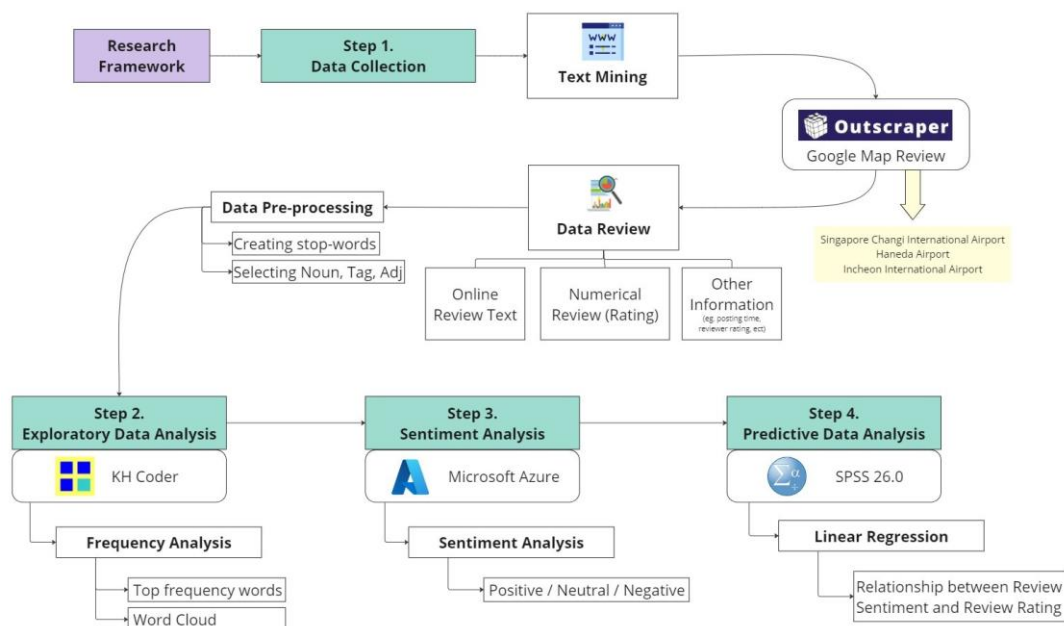 Research
Framework
Step 1.
Data Collection
WWW
Text Mining
Outscraper
Google Map Review
Singapore Changi International Airport
Haneda Airport
Incheon International Airport
Data Review
Online
Review Text
Numerical
Review (Rating)
Other
Information
(eg. posting time,
reviewer rating, ect)
Data Pre-processing
Creating stop-words
Selecting Noun, Tag, Adj
Step 2.
Exploratory Data Analysis
KH Coder
Frequency Analysis
Top frequency words
Word Cloud
Step 3.
Sentiment Analysis
Microsoft Azure
Sentiment Analysis
Positive / Neutral / Negative
Step 4.
Predictive Data Analysis
Σα+
SPSS 26.0
Linear Regression
Relationship between Review
Sentiment and Review Rating